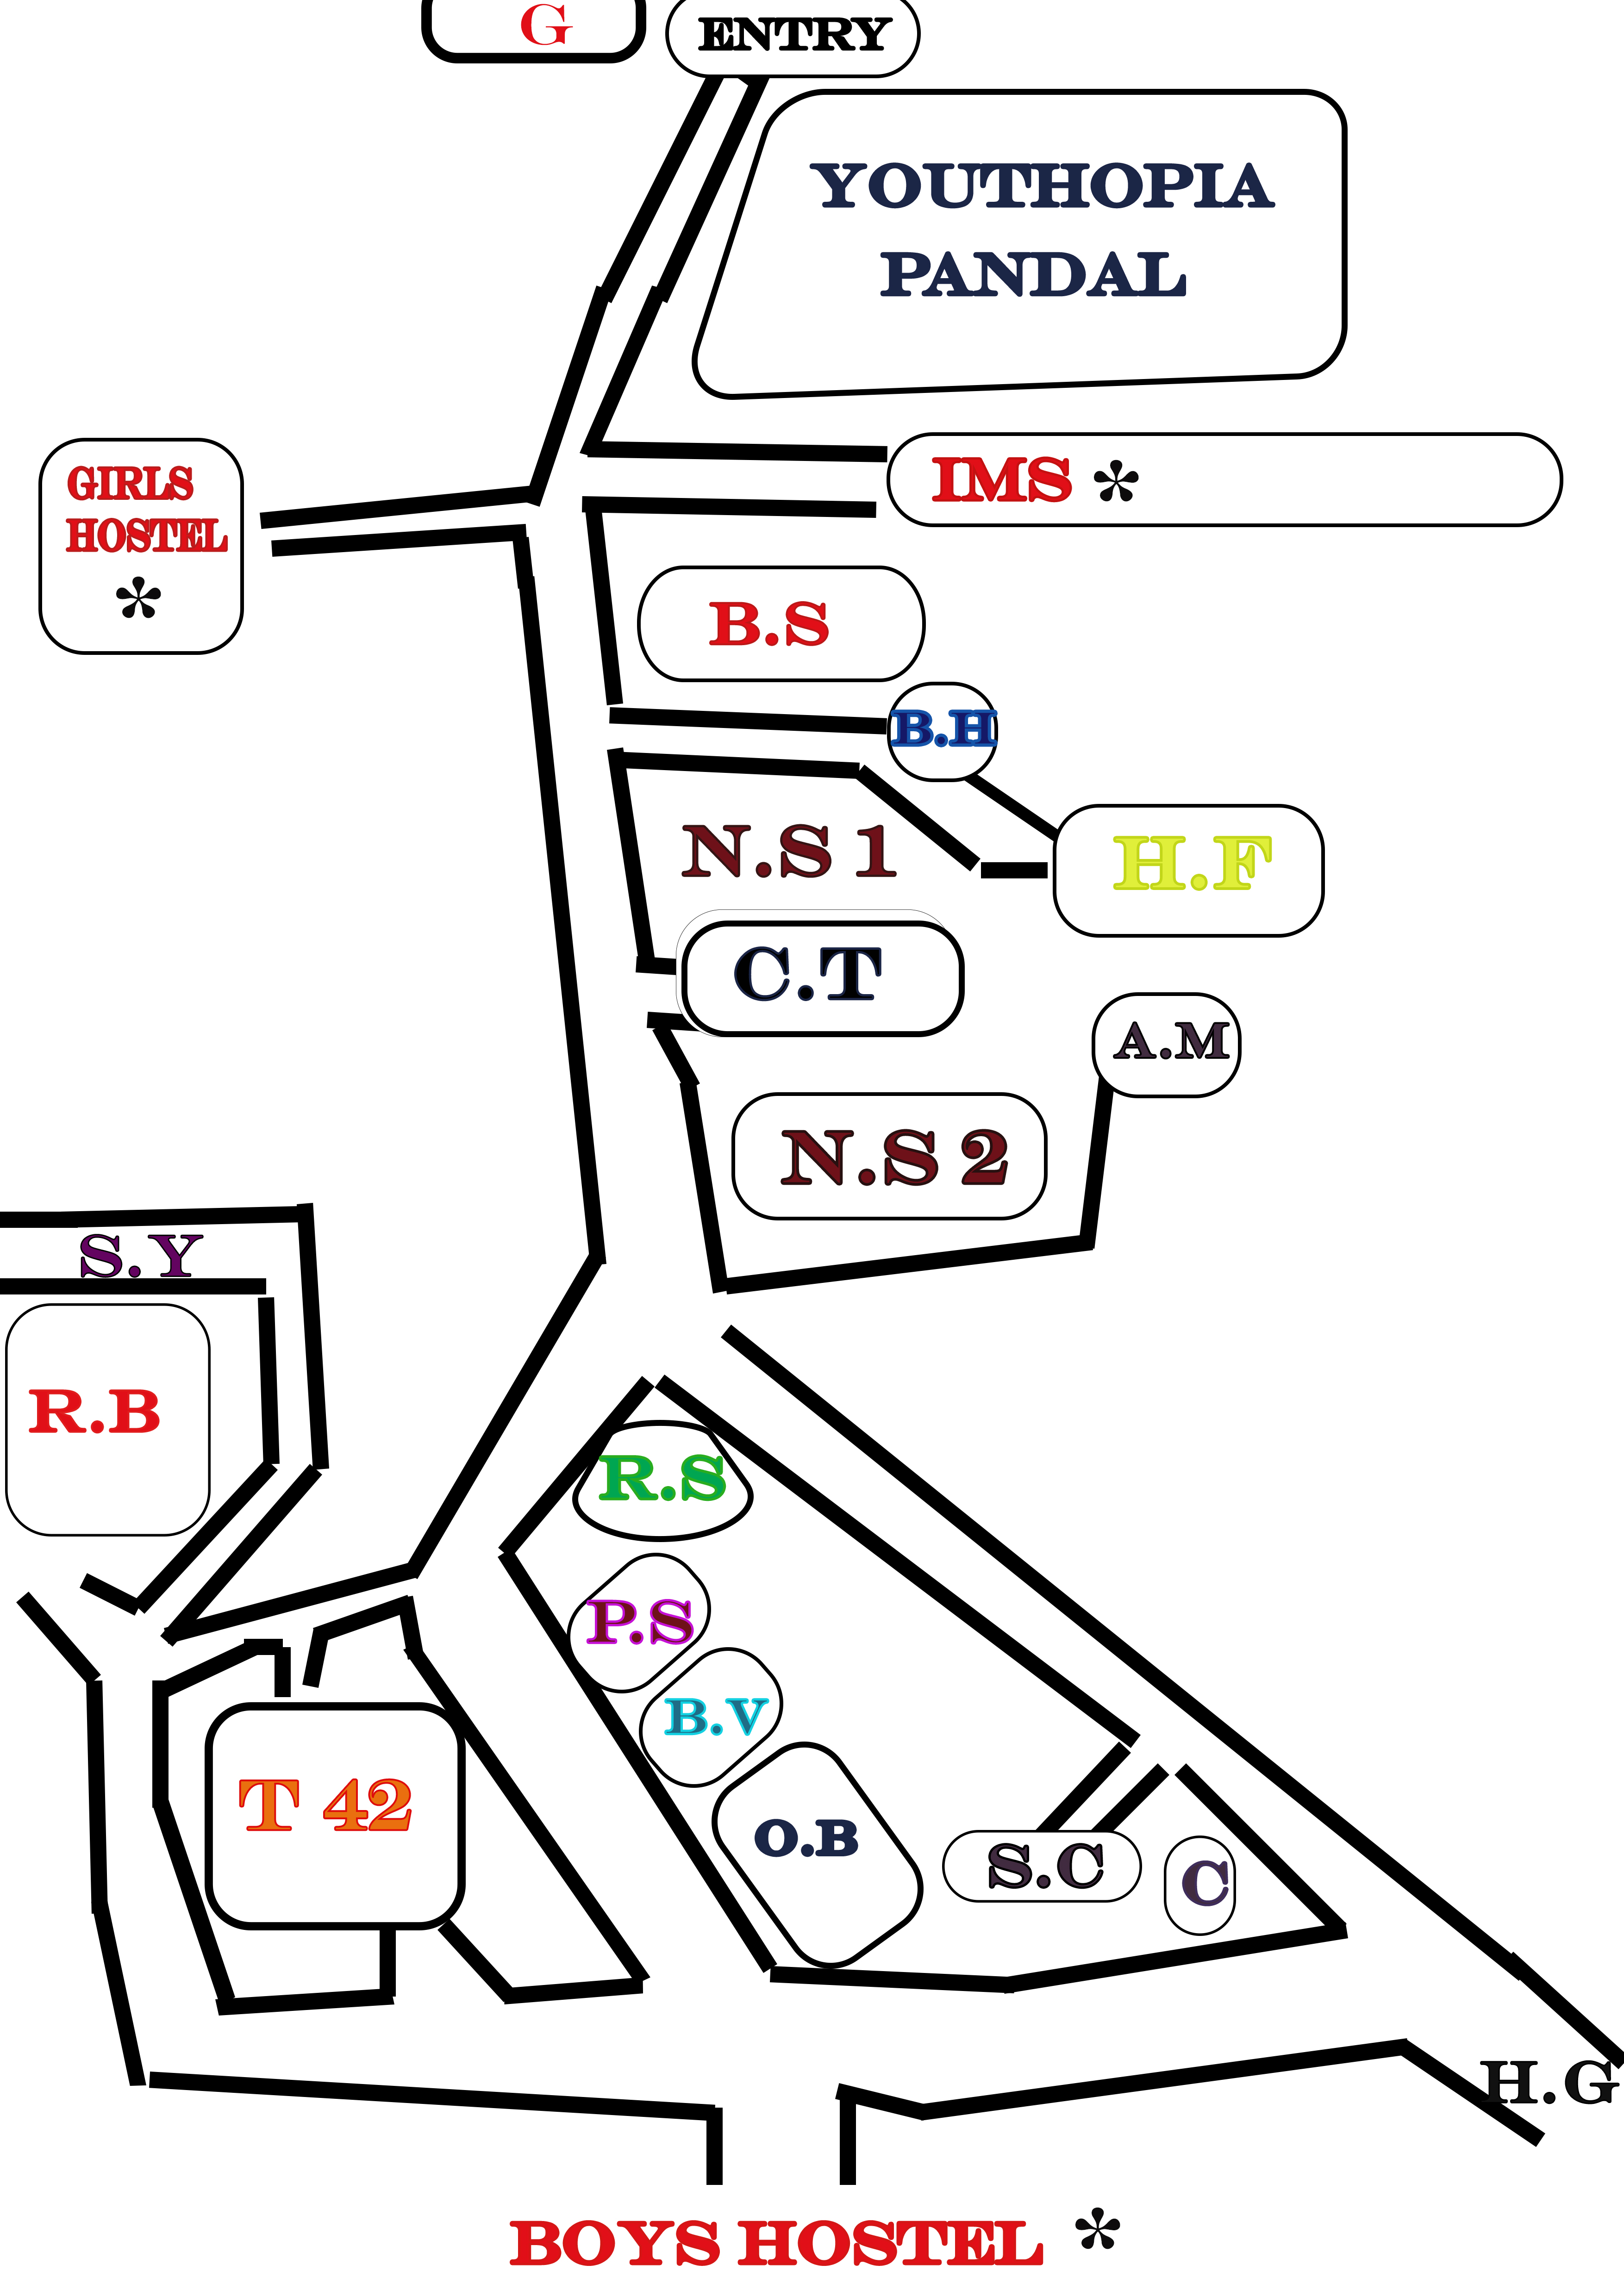 G
ENTRY
YOUTHOPIA
PANDAL
GIRLS
HOSTEL
*
IMS *
B.S
B.H
N.S 1
H.F
C.T
A.M
N.S 2
S.Y
R.B
R.S
P.S
B.V
T 42
O.B
S.C
C
H.G
BOYS HOSTEL *